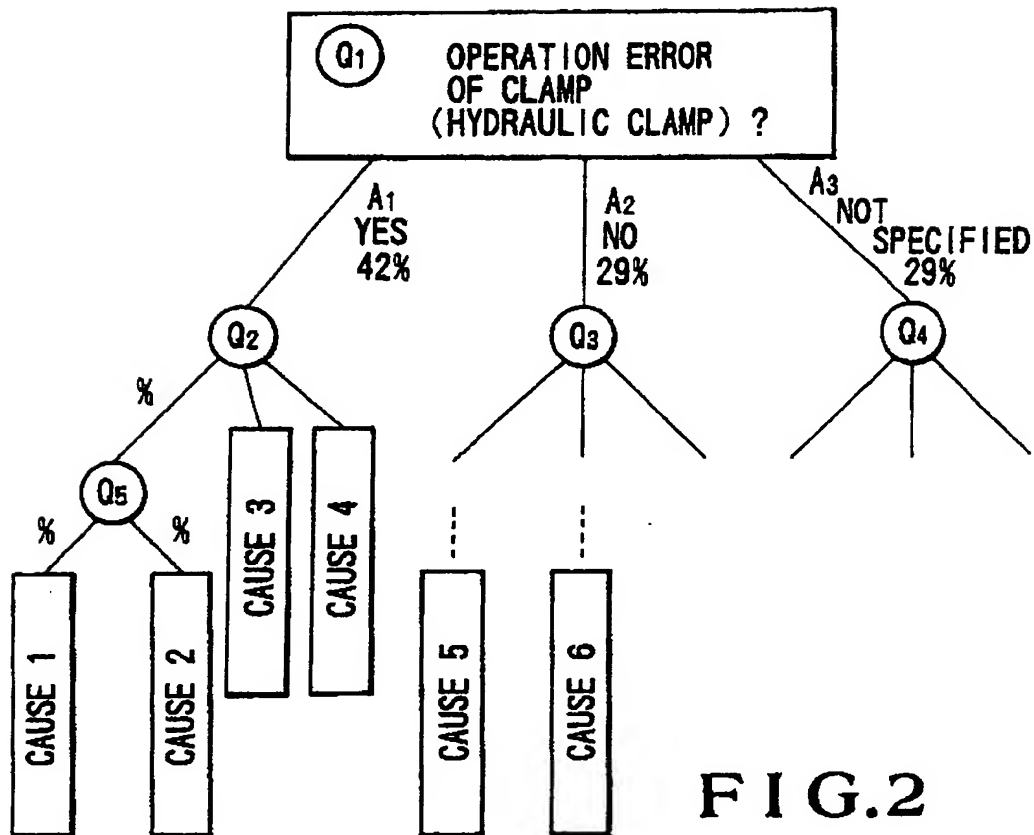 Q1 OPERATION ERROR
OF CLAMP
(HYDRAULIC CLAMP) ?
A1
YES
42%
A2
NO
29%
A3
NOT
SPECIFIED
29%
Q2
Q3
Q4
%
Q5
%
%
CAUSE 1
CAUSE 2
CAUSE 3
CAUSE 4
CAUSE 5
CAUSE 6
FIG.2